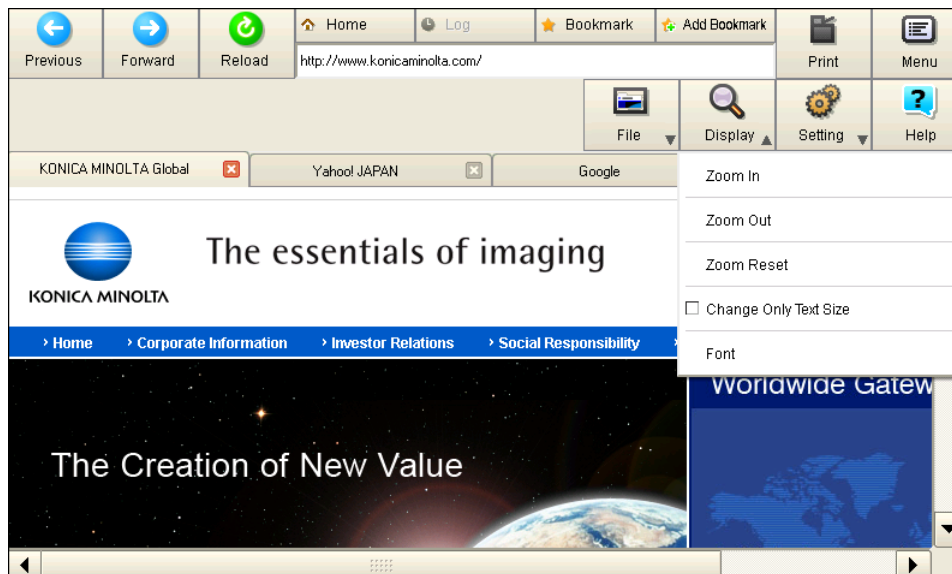 Home Log Bookmark Add Bookmark
Previous Forward Reload http://www.konicaminolta.com/ Print Menu
File Display Setting ? Help
KONICA MINOLTA Global Yahoo! JAPAN Google
Zoom In
Zoom Out
Zoom Reset
Change Only Text Size
Font
The essentials of imaging
KONICA MINOLTA
› Home › Corporate Information › Investor Relations › Social Responsibility ›
Worldwide Gatew
The Creation of New Value